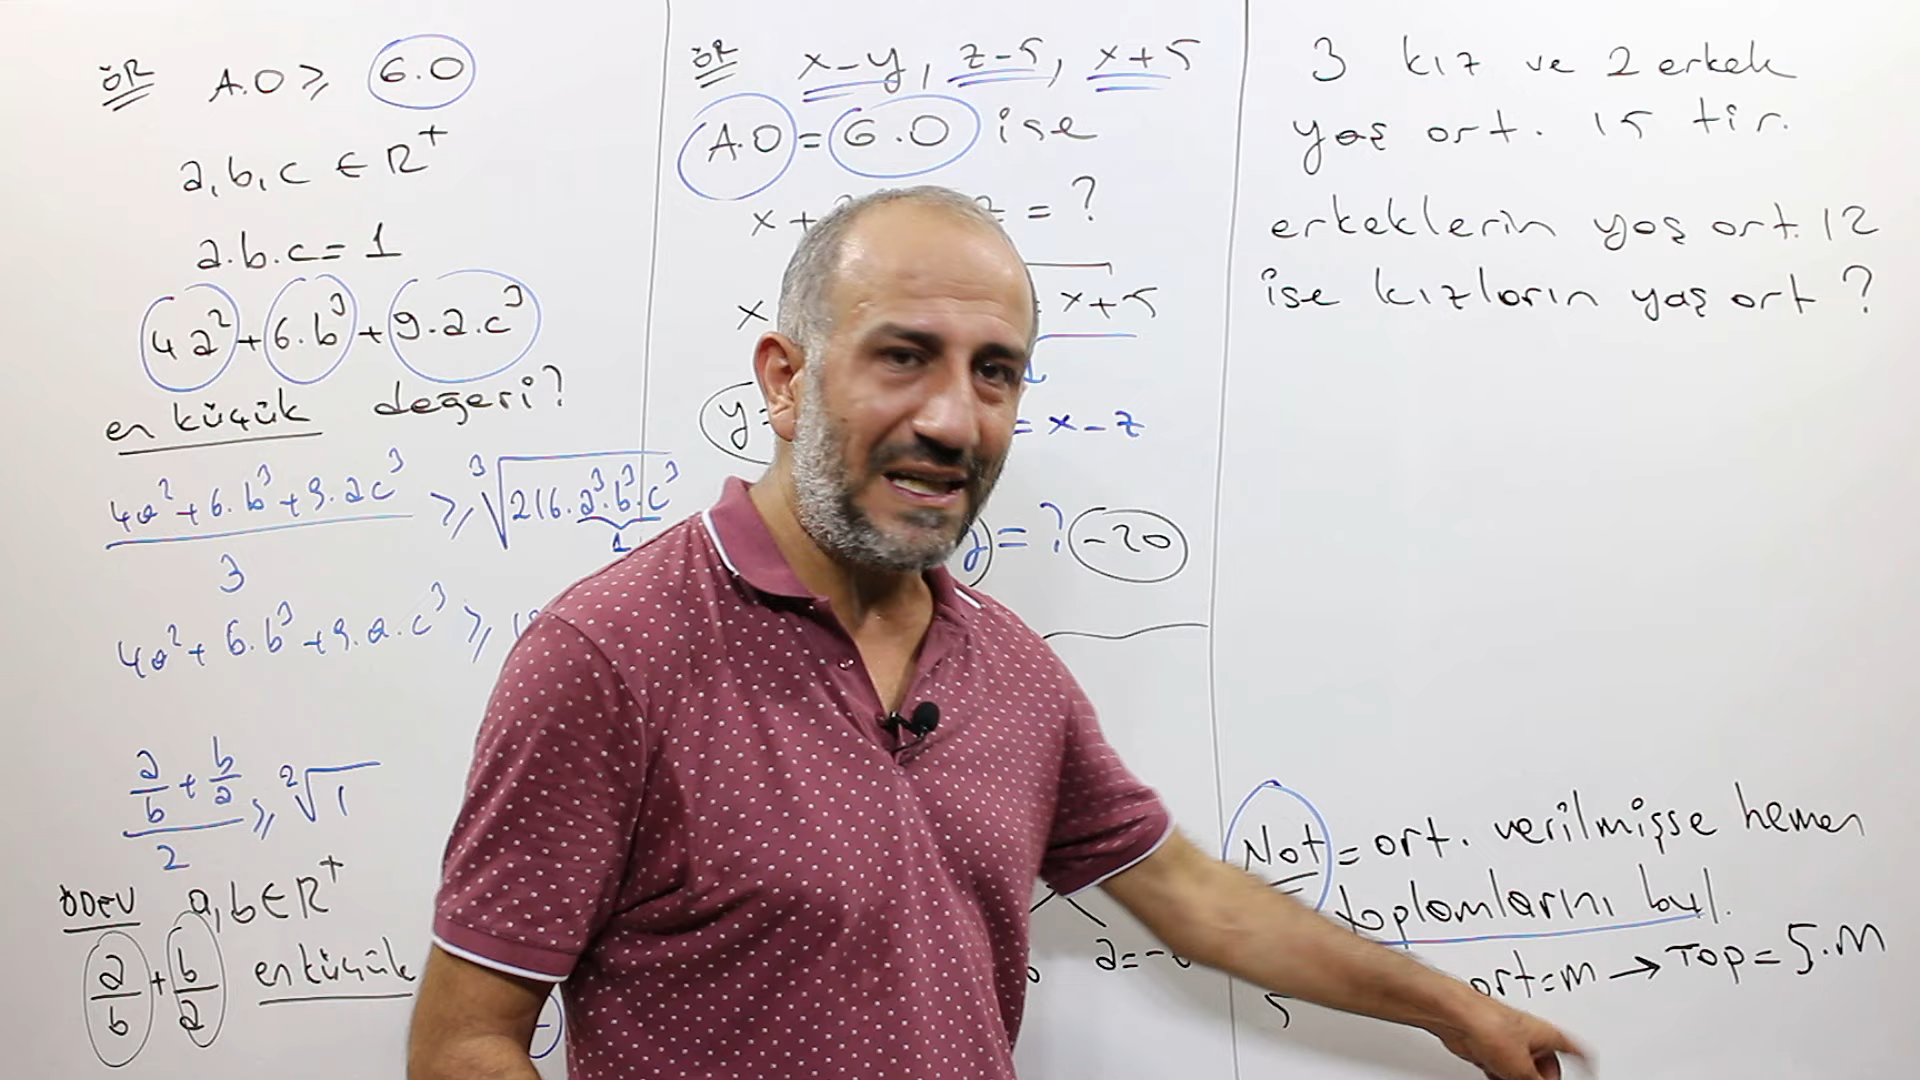 ÖR A.O ≥ G.O
a, b, c ∈ R⁺
a.b.c = 1
4a² + 6.b³ + 9.a.c³
en küçük değeri?
4a² + 6.b³ + 9.ac³ / 3 ≥ ³√216.a³.b³.c³
1
4a² + 6.b³ + 9.a.c³ ≥
a/b + b/a / 2 ≥ ²√1
ÖDEV a, b ∈ R⁺
a/b + b/a en küçük
ÖR x-y, z-5, x+5
A.O = G.O ise
x + = ?
x x+5
y= = x-z
= ? -20
a=-
3 kız ve 2 erkek
yaş ort. 15 tir.
erkeklerin yaş ort. 12
ise kızların yaş ort ?
Not = ort. verilmişse hemen
toplamlarını bul.
5 ort=m → Top = 5.m